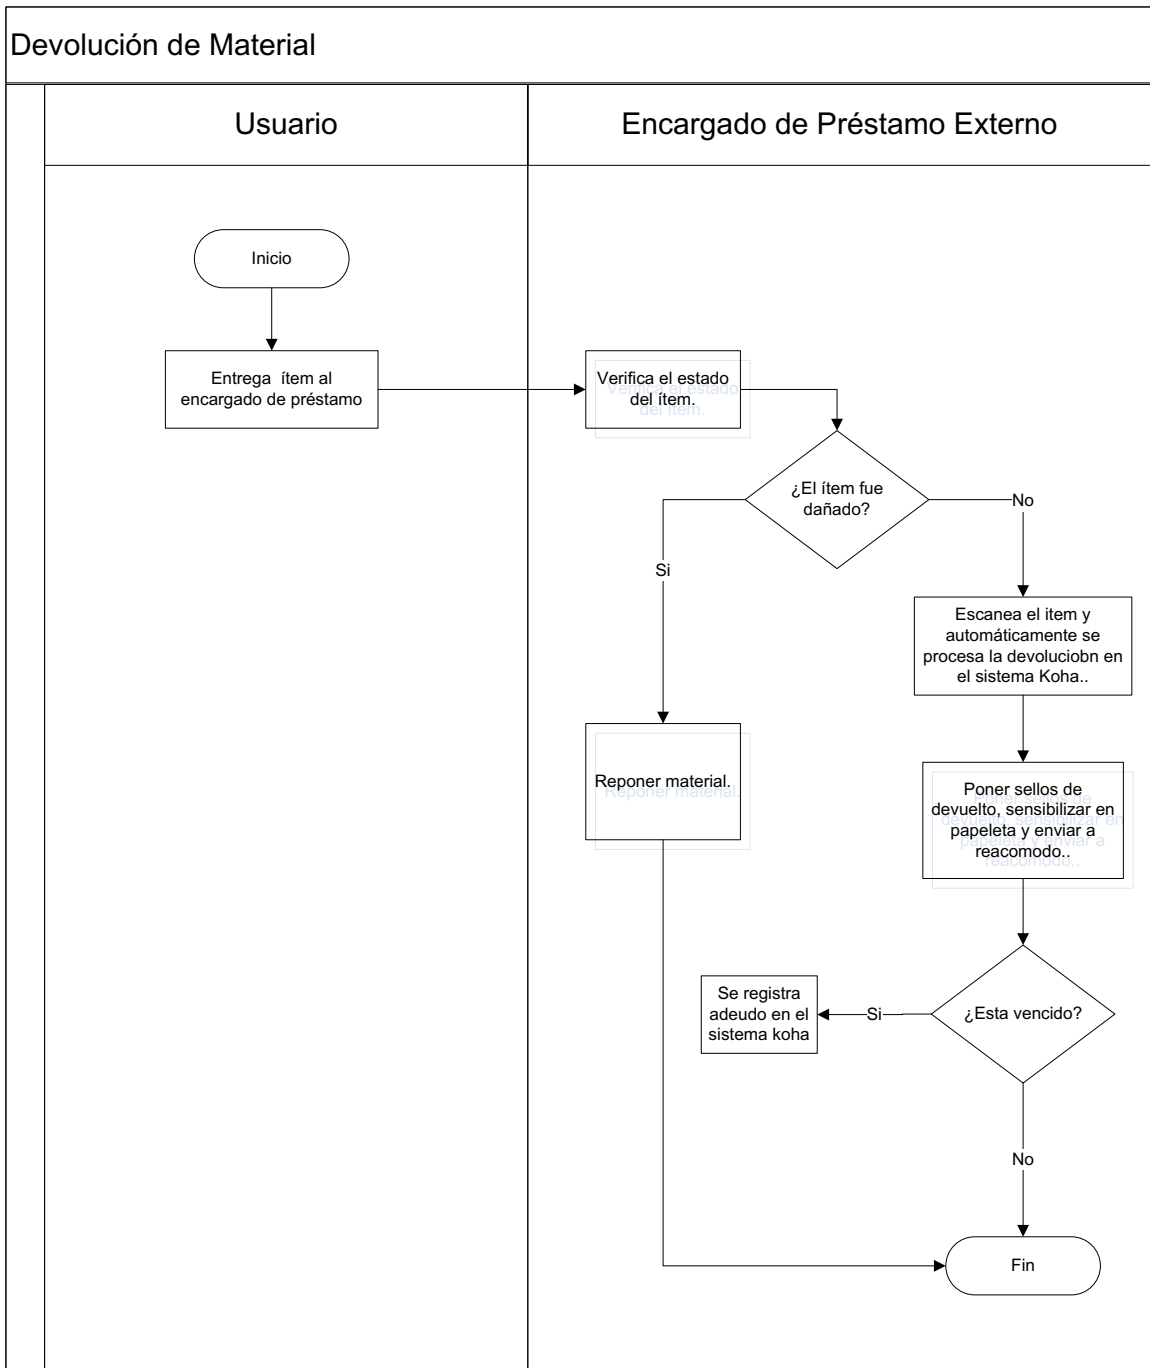 Devolución de Material
Usuario
Encargado de Préstamo Externo
Inicio
Entrega ítem al
encargado de préstamo
Verifica el estado
del ítem.
¿El ítem fue
dañado?
No
Si
Escanea el item y
automáticamente se
procesa la devoluciobn en
el sistema Koha..
Reponer material.
Poner sellos de
devuelto, sensibilizar en
papeleta y enviar a
reacomodo..
Se registra
adeudo en el
sistema koha
Si
¿Esta vencido?
No
Fin